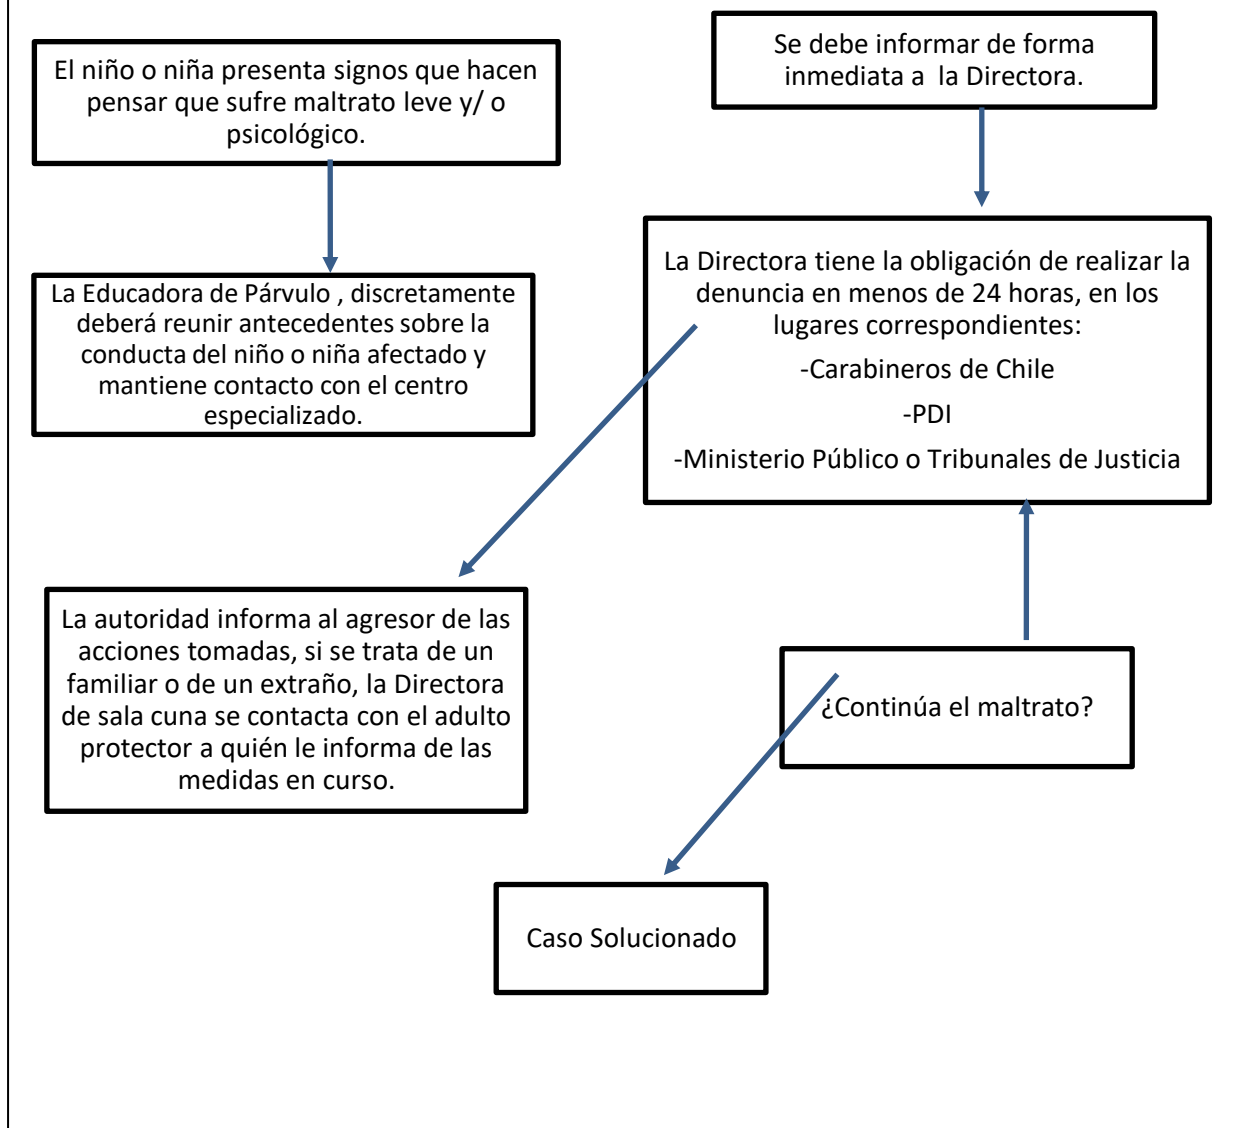 El niño o niña presenta signos que hacen
pensar que sufre maltrato leve y/ o
psicológico.
Se debe informar de forma
inmediata a  la Directora.
La Educadora de Párvulo , discretamente
deberá reunir antecedentes sobre la
conducta del niño o niña afectado y
mantiene contacto con el centro
especializado.
La Directora tiene la obligación de realizar la
denuncia en menos de 24 horas, en los
lugares correspondientes:
-Carabineros de Chile
-PDI
-Ministerio Público o Tribunales de Justicia
La autoridad informa al agresor de las
acciones tomadas, si se trata de un
familiar o de un extraño, la Directora
de sala cuna se contacta con el adulto
protector a quién le informa de las
medidas en curso.
¿Continúa el maltrato?
Caso Solucionado